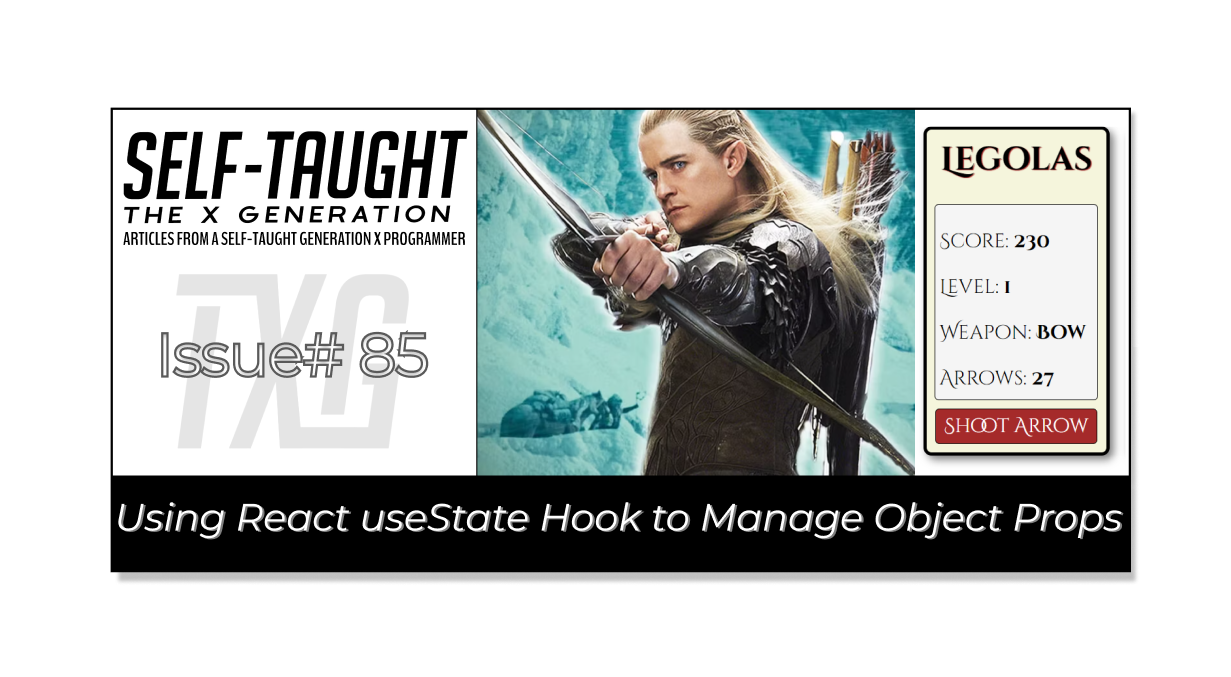 SELF-TAUGHT
THE X GENERATION
ARTICLES FROM A SELF-TAUGHT GENERATION X PROGRAMMER
TXG
Issue# 85
LEGOLAS
SCORE: 230
LEVEL: 1
WEAPON: BOW
ARROWS: 27
SHOOT ARROW
Using React useState Hook to Manage Object Props